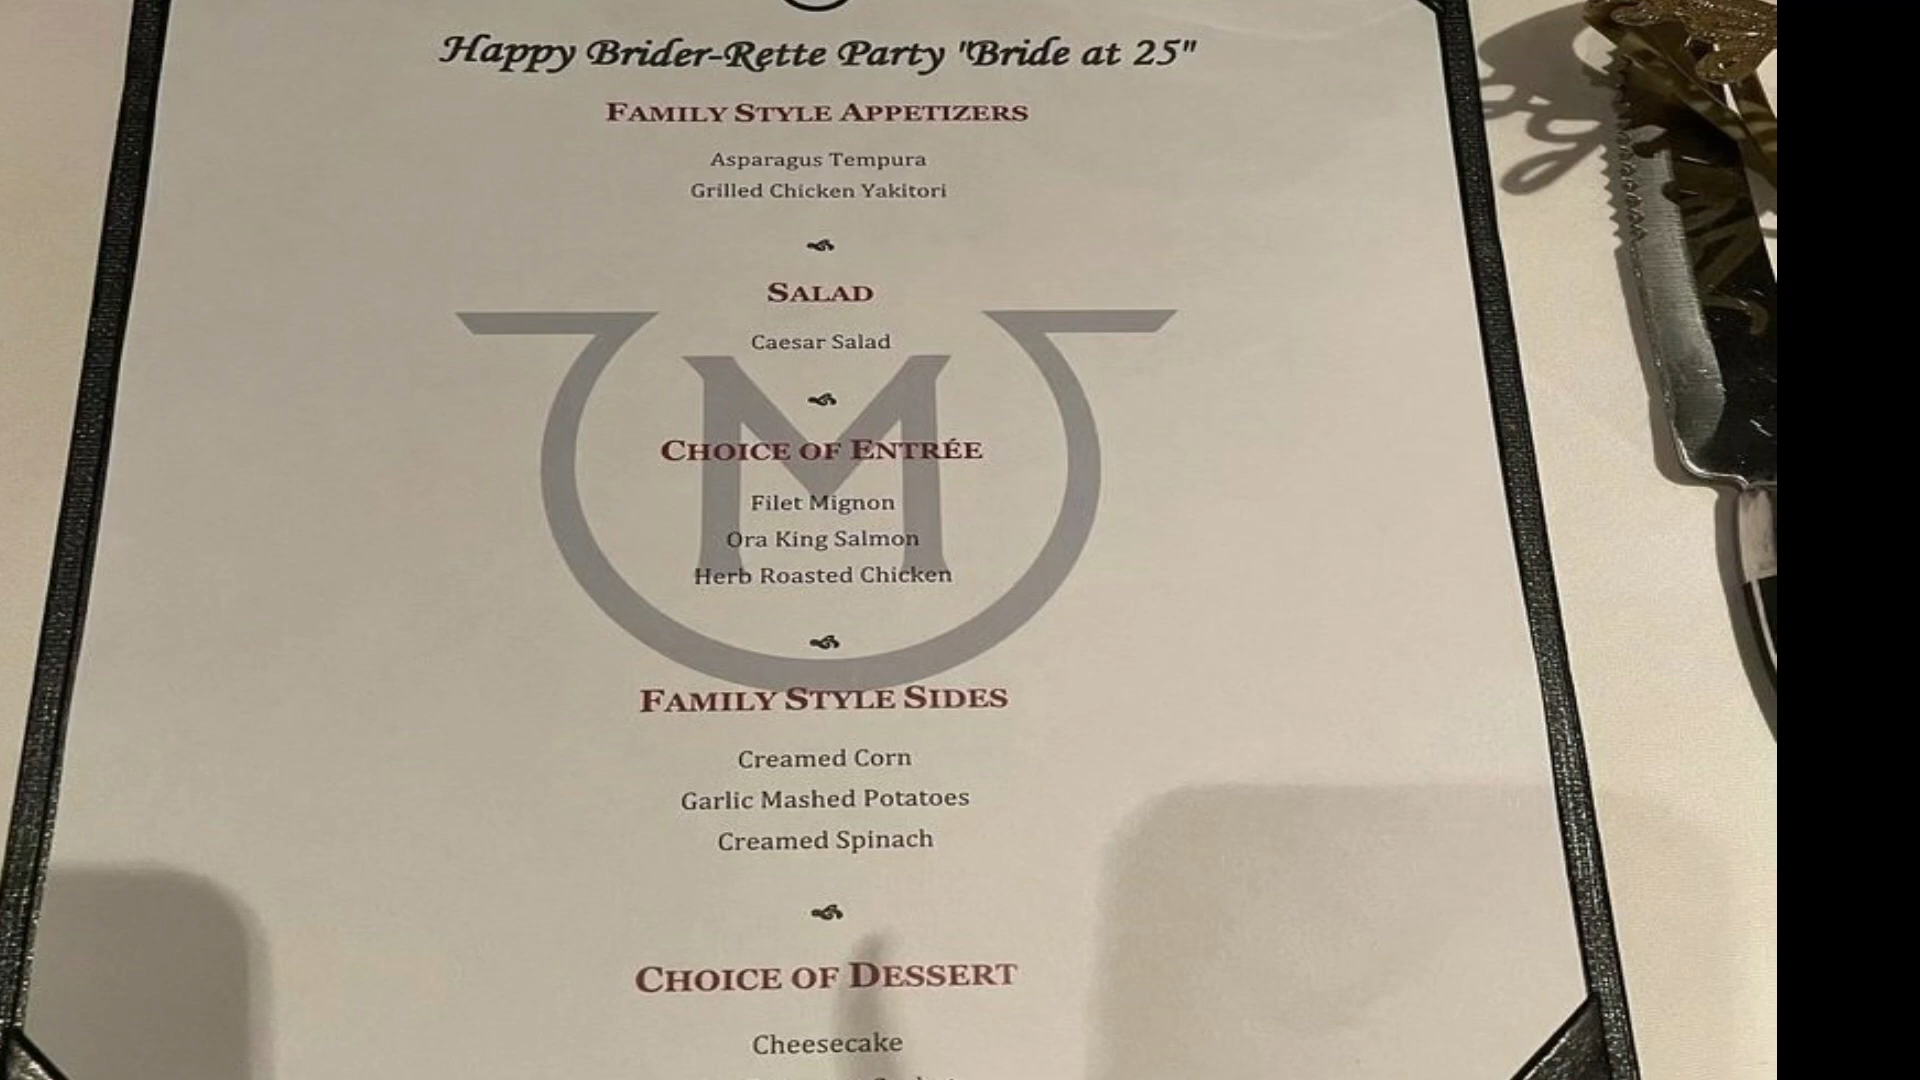 Happy Brider-Rette Party "Bride at 25"
FAMILY STYLE APPETIZERS
Asparagus Tempura
Grilled Chicken Yakitori
SALAD
Caesar Salad
M
CHOICE OF ENTRÉE
Filet Mignon
Ora King Salmon
Herb Roasted Chicken
FAMILY STYLE SIDES
Creamed Corn
Garlic Mashed Potatoes
Creamed Spinach
CHOICE OF DESSERT
Cheesecake